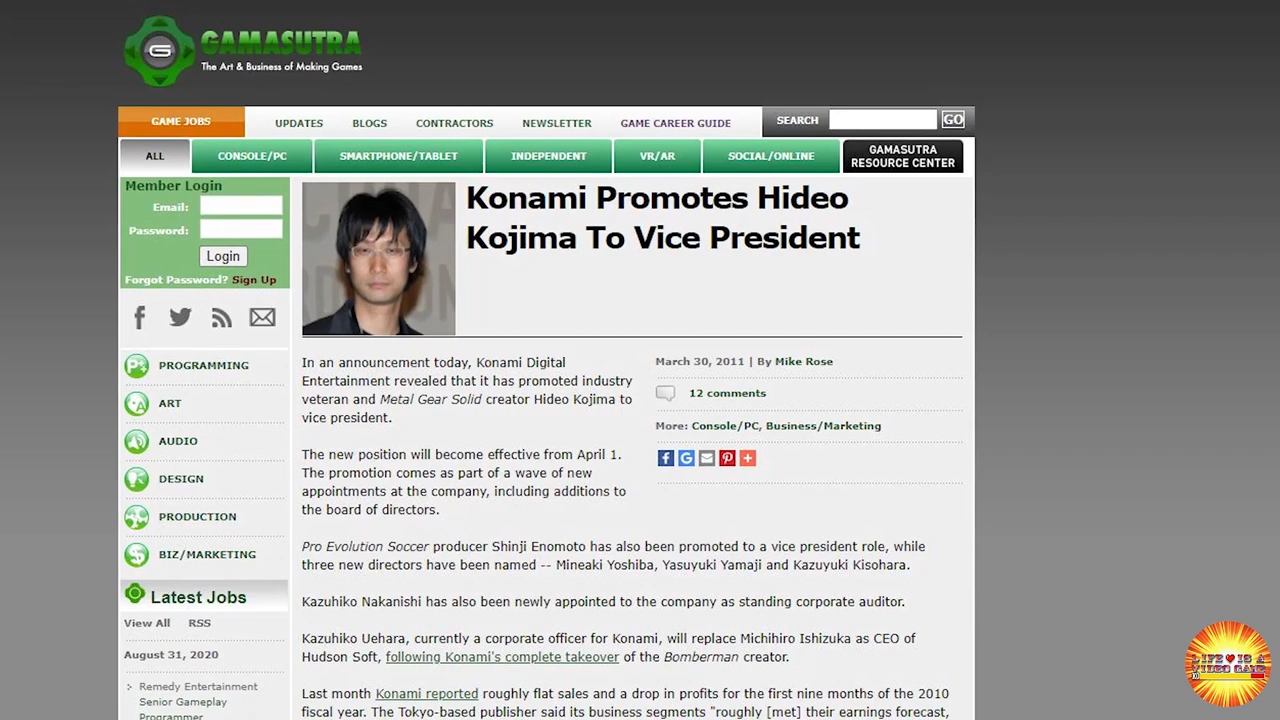 GAMASUTRA
The Art & Business of Making Games
GAME JOBS
UPDATES
BLOGS
CONTRACTORS
NEWSLETTER
GAME CAREER GUIDE
SEARCH
GO
ALL
CONSOLE/PC
SMARTPHONE/TABLET
INDEPENDENT
VR/AR
SOCIAL/ONLINE
GAMASUTRA
RESOURCE CENTER
Member Login
Email:
Password:
Login
Forgot Password? Sign Up
PROGRAMMING
ART
AUDIO
DESIGN
PRODUCTION
BIZ/MARKETING
Latest Jobs
View All RSS
August 31, 2020
Remedy Entertainment
Senior Gameplay
Programmer
Konami Promotes Hideo
Kojima To Vice President
March 30, 2011 | By Mike Rose
12 comments
More: Console/PC, Business/Marketing
In an announcement today, Konami Digital
Entertainment revealed that it has promoted industry
veteran and Metal Gear Solid creator Hideo Kojima to
vice president.
The new position will become effective from April 1.
The promotion comes as part of a wave of new
appointments at the company, including additions to
the board of directors.
Pro Evolution Soccer producer Shinji Enomoto has also been promoted to a vice president role, while
three new directors have been named -- Mineaki Yoshiba, Yasuyuki Yamaji and Kazuyuki Kisohara.
Kazuhiko Nakanishi has also been newly appointed to the company as standing corporate auditor.
Kazuhiko Uehara, currently a corporate officer for Konami, will replace Michihiro Ishizuka as CEO of
Hudson Soft, following Konami's complete takeover of the Bomberman creator.
Last month Konami reported roughly flat sales and a drop in profits for the first nine months of the 2010
fiscal year. The Tokyo-based publisher said its business segments "roughly [met] their earnings forecast,
LIFE IS A
VIDEO GAME